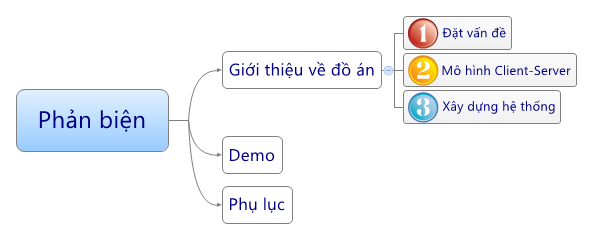 Phản biện
Giới thiệu về đồ án
1 Đặt vấn đề
2 Mô hình Client-Server
3 Xây dựng hệ thống
Demo
Phụ lục